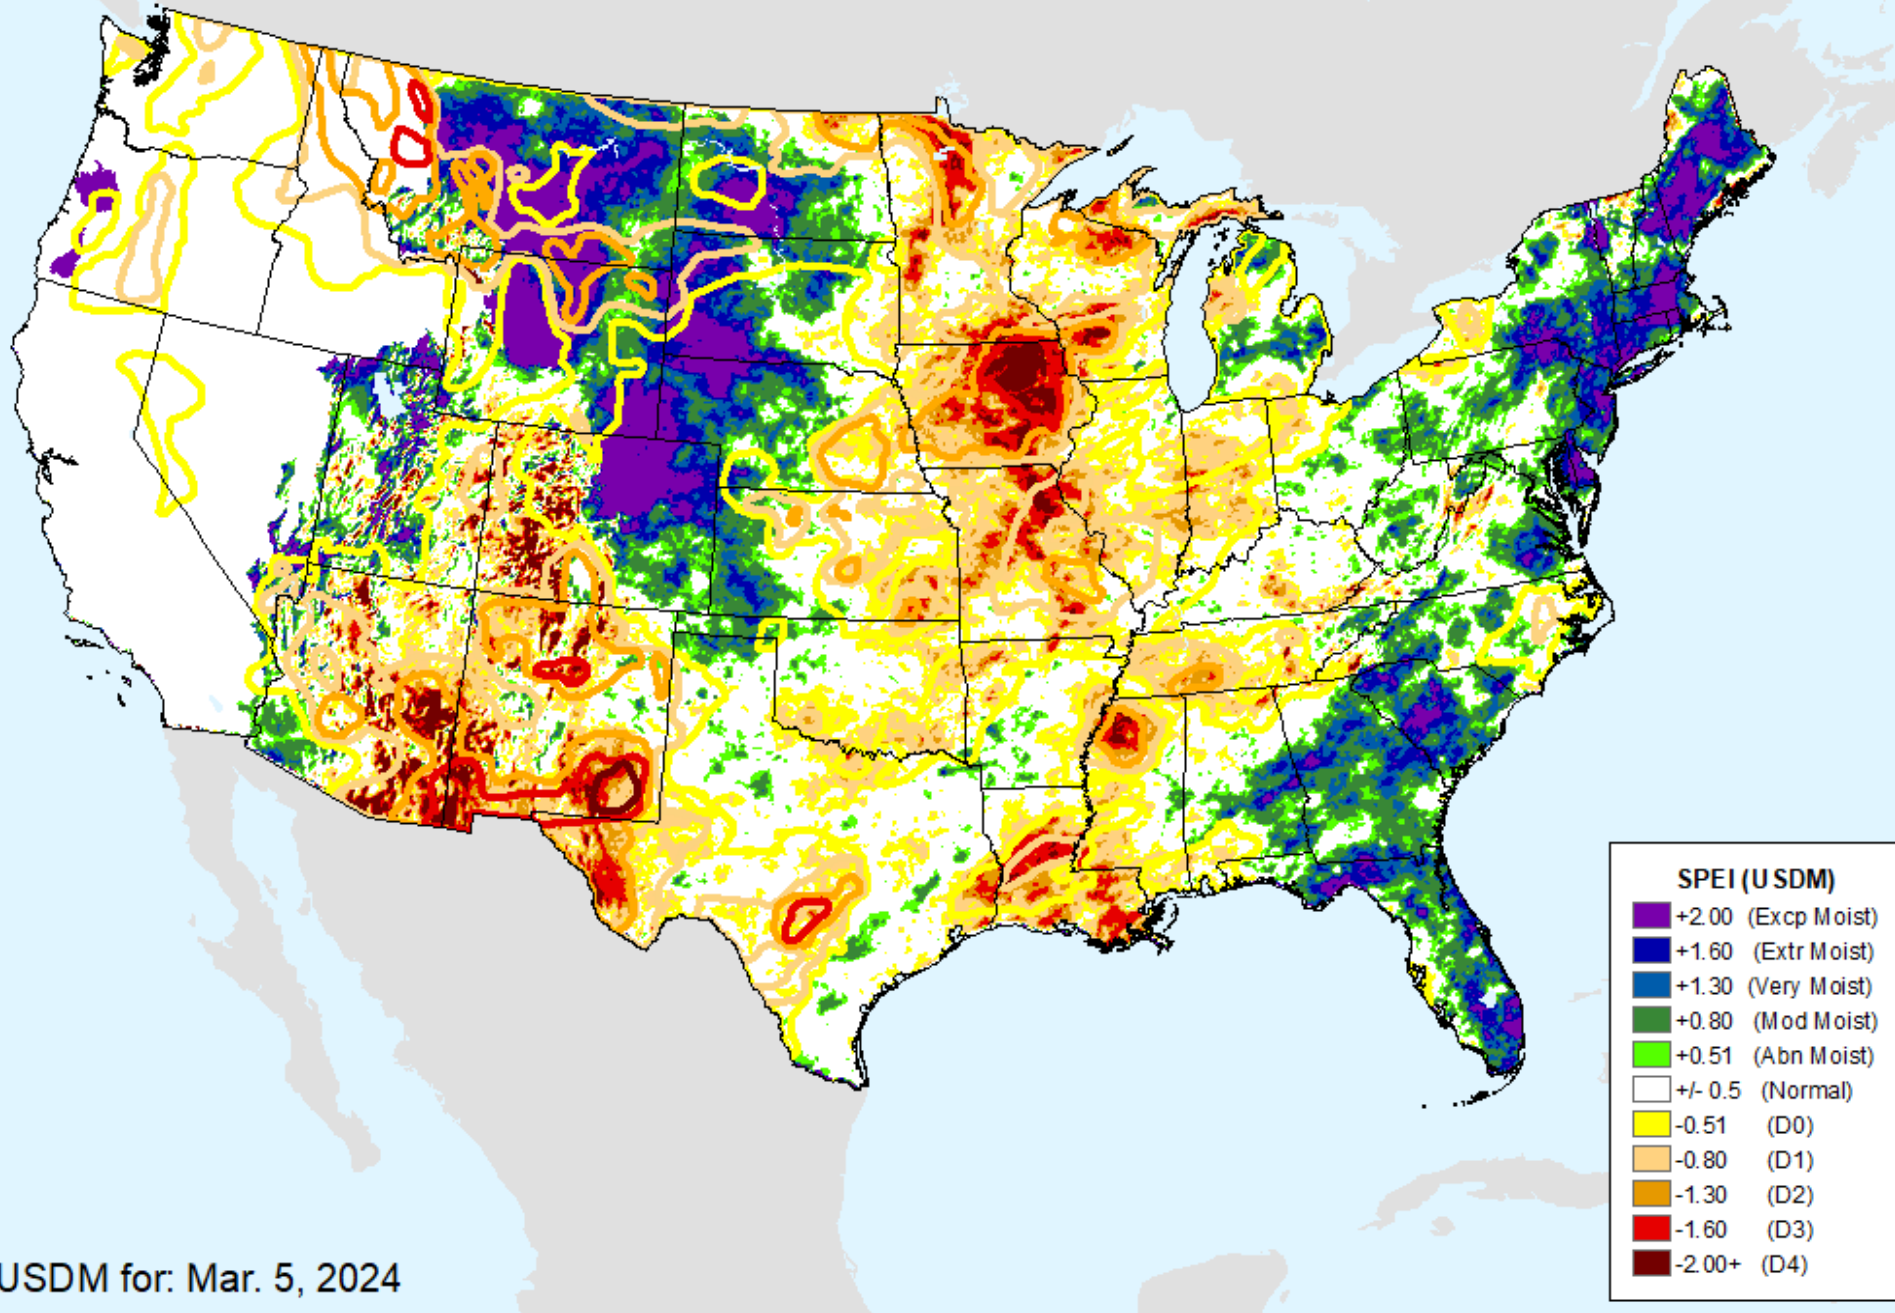 SPEI (USDM)
+2.00 (Excp Moist)
+1.60 (Extr Moist)
+1.30 (Very Moist)
+0.80 (Mod Moist)
+0.51 (Abn Moist)
+/- 0.5 (Normal)
-0.51 (D0)
-0.80 (D1)
-1.30 (D2)
-1.60 (D3)
-2.00+ (D4)
USDM for: Mar. 5, 2024